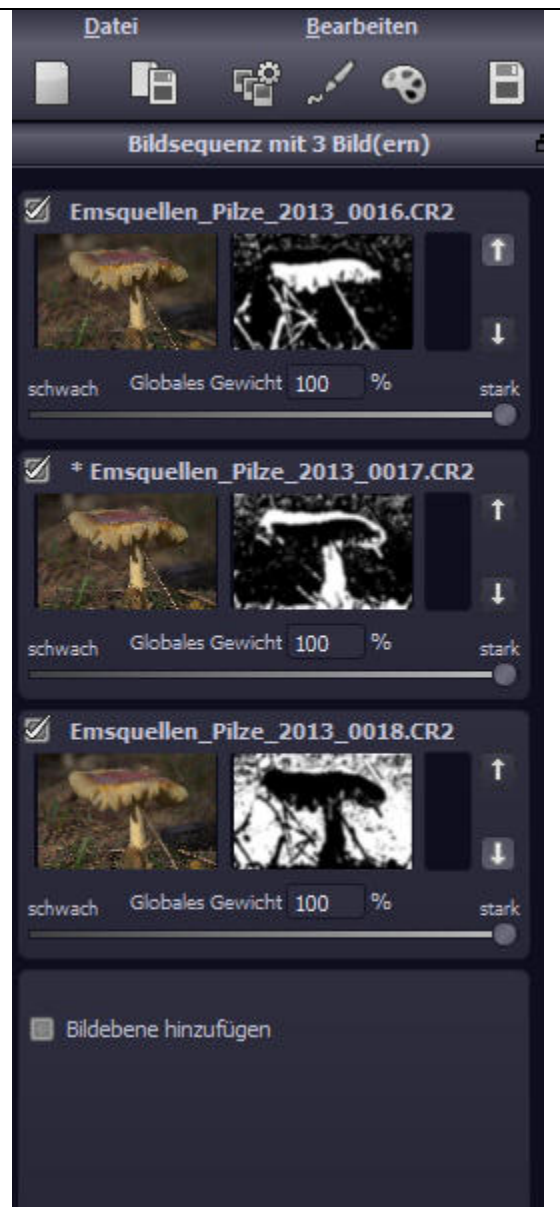 Datei Bearbeiten
Bildsequenz mit 3 Bild(ern)
Emsquellen_Pilze_2013_0016.CR2
schwach Globales Gewicht 100 % stark
* Emsquellen_Pilze_2013_0017.CR2
schwach Globales Gewicht 100 % stark
Emsquellen_Pilze_2013_0018.CR2
schwach Globales Gewicht 100 % stark
Bildebene hinzufügen